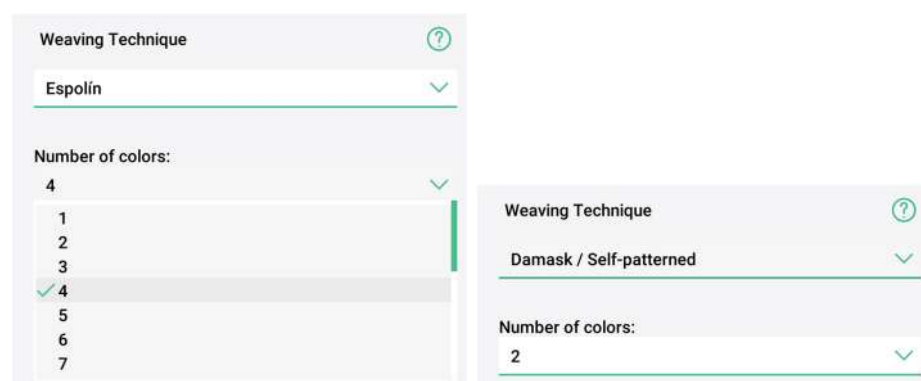 Weaving Technique
?
Espolín
Number of colors:
4
1
2
3
4
5
6
7
Weaving Technique
?
Damask / Self-patterned
Number of colors:
2